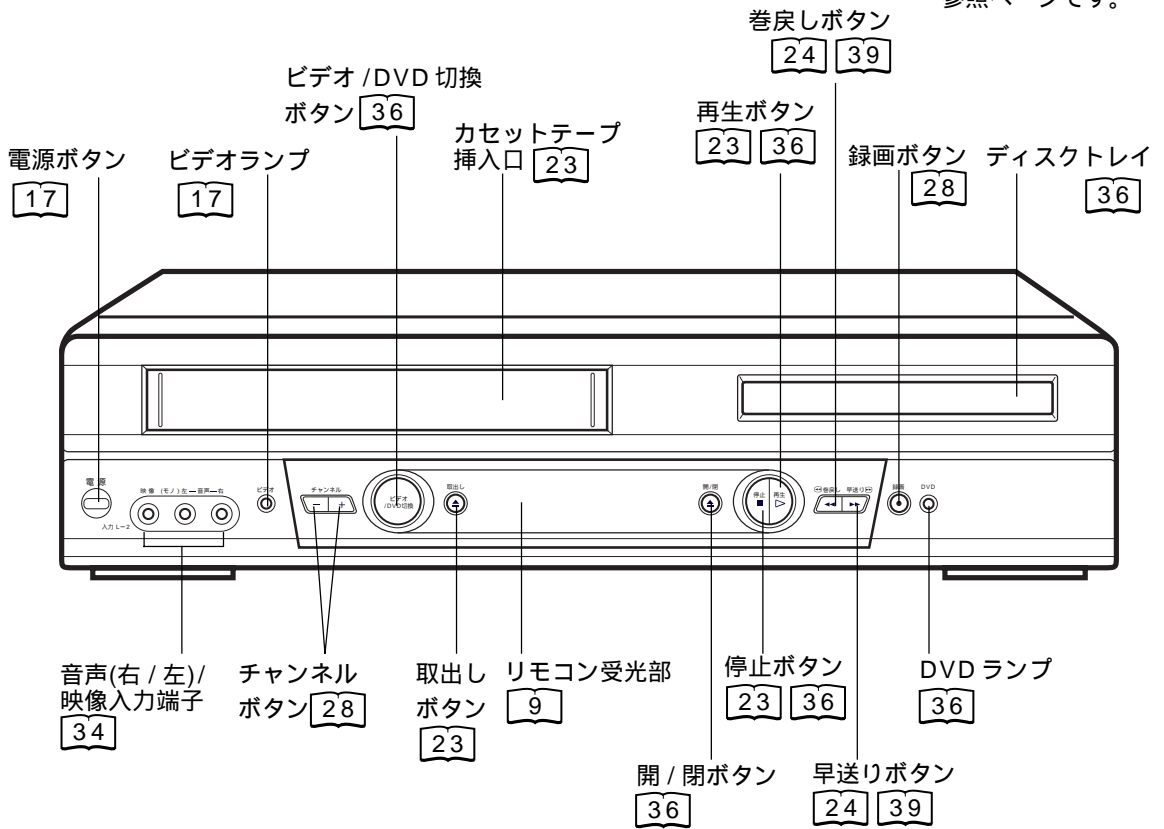 参照ページです。
巻戻しボタン
24 39
ビデオ /DVD 切換
ボタン 36
再生ボタン
23 36
カセットテープ
挿入口 23
電源ボタン
17
ビデオランプ
17
録画ボタン
28
ディスクトレイ
36
電源
映像 (モノ)左―音声―右
入力 L-2
ビデオ
チャンネル
- +
ビデオ
/DVD切換
取出し
開/閉
停止 再生
巻戻し 早送り
録画
DVD
音声(右 / 左)/
映像入力端子
34
チャンネル
ボタン 28
取出し
ボタン
23
リモコン受光部
9
停止ボタン
23 36
DVD ランプ
36
開 / 閉ボタン
36
早送りボタン
24 39